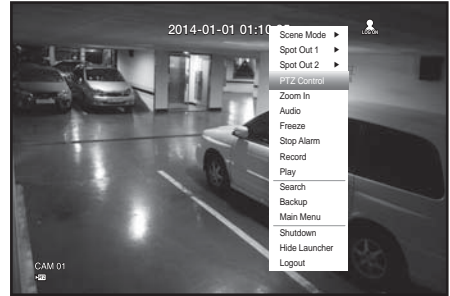 2014-01-01 01:10
LOG ON
Scene Mode
Spot Out 1
Spot Out 2
PTZ Control
Zoom In
Audio
Freeze
Stop Alarm
Record
Play
Search
Backup
Main Menu
Shutdown
Hide Launcher
Logout
CAM 01